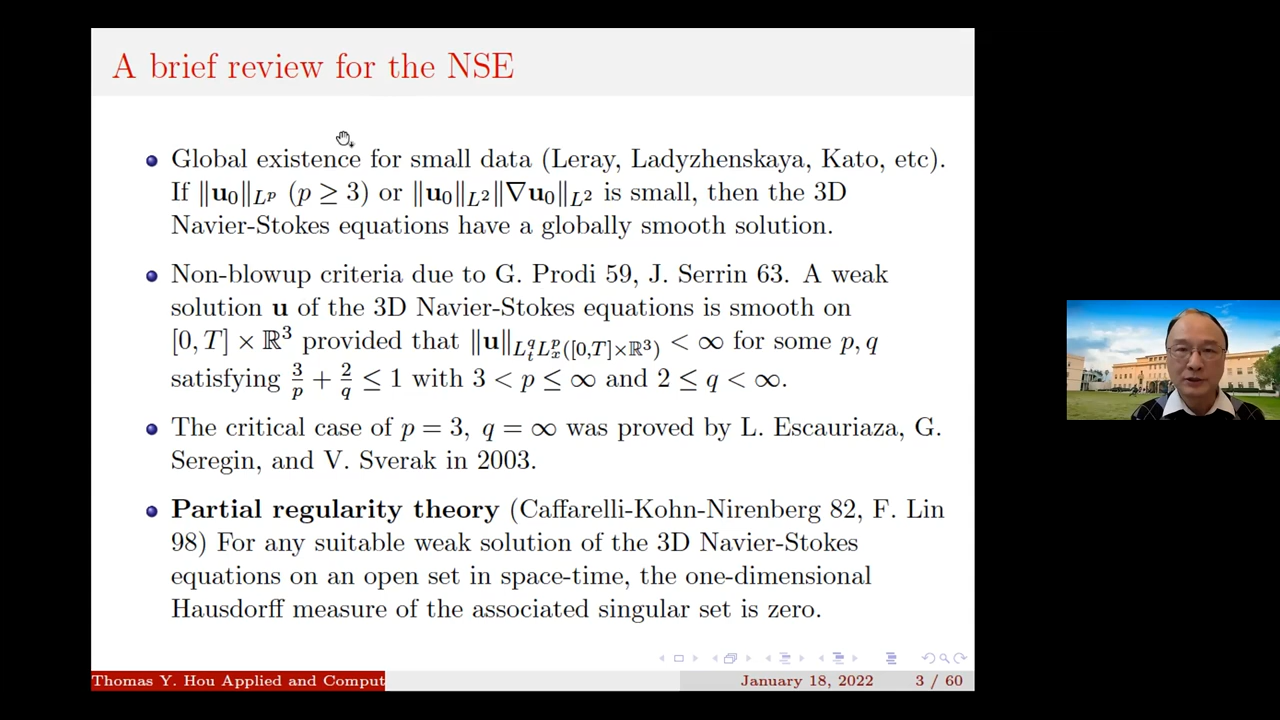 A brief review for the NSE
Global existence for small data (Leray, Ladyzhenskaya, Kato, etc).
If ‖u₀‖_{L^p} (p ≥ 3) or ‖u₀‖_{L²}‖∇u₀‖_{L²} is small, then the 3D
Navier-Stokes equations have a globally smooth solution.
Non-blowup criteria due to G. Prodi 59, J. Serrin 63. A weak
solution u of the 3D Navier-Stokes equations is smooth on
[0, T] × ℝ³ provided that ‖u‖_{L_t^q L_x^p([0,T]×ℝ³)} < ∞ for some p, q
satisfying 3/p + 2/q ≤ 1 with 3 < p ≤ ∞ and 2 ≤ q < ∞.
The critical case of p = 3, q = ∞ was proved by L. Escauriaza, G.
Seregin, and V. Sverak in 2003.
Partial regularity theory (Caffarelli-Kohn-Nirenberg 82, F. Lin
98) For any suitable weak solution of the 3D Navier-Stokes
equations on an open set in space-time, the one-dimensional
Hausdorff measure of the associated singular set is zero.
Thomas Y. Hou Applied and Comput
January 18, 2022
3 / 60